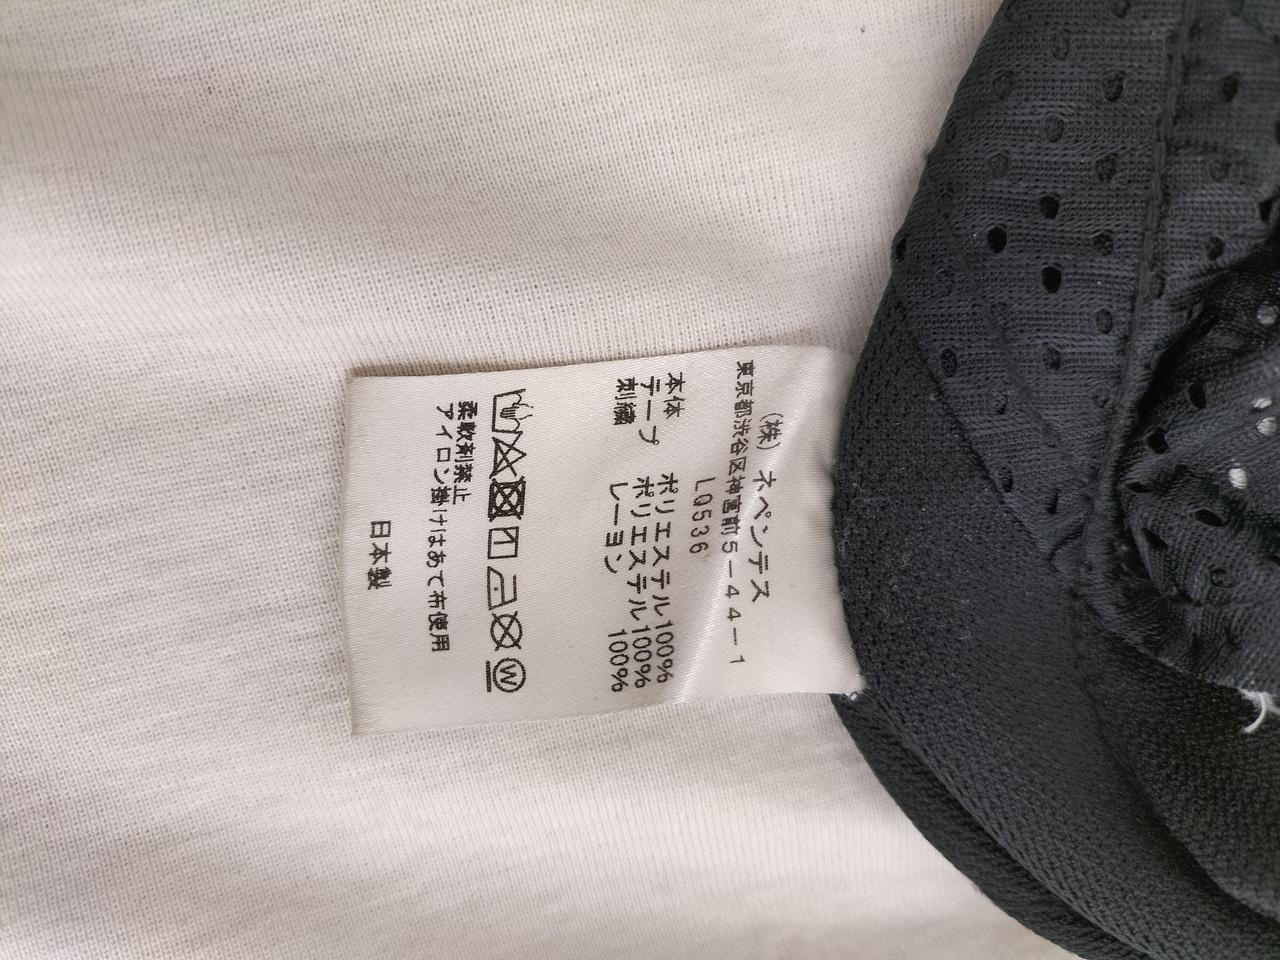 （株）ネペンテス
東京都渋谷区神宮前5−44−1
LQ536
本体 ポリエステル100%
テープ ポリエステル100%
刺繍 レーヨン 100%
W
柔軟剤禁止
アイロン掛けはあて布使用
日本製